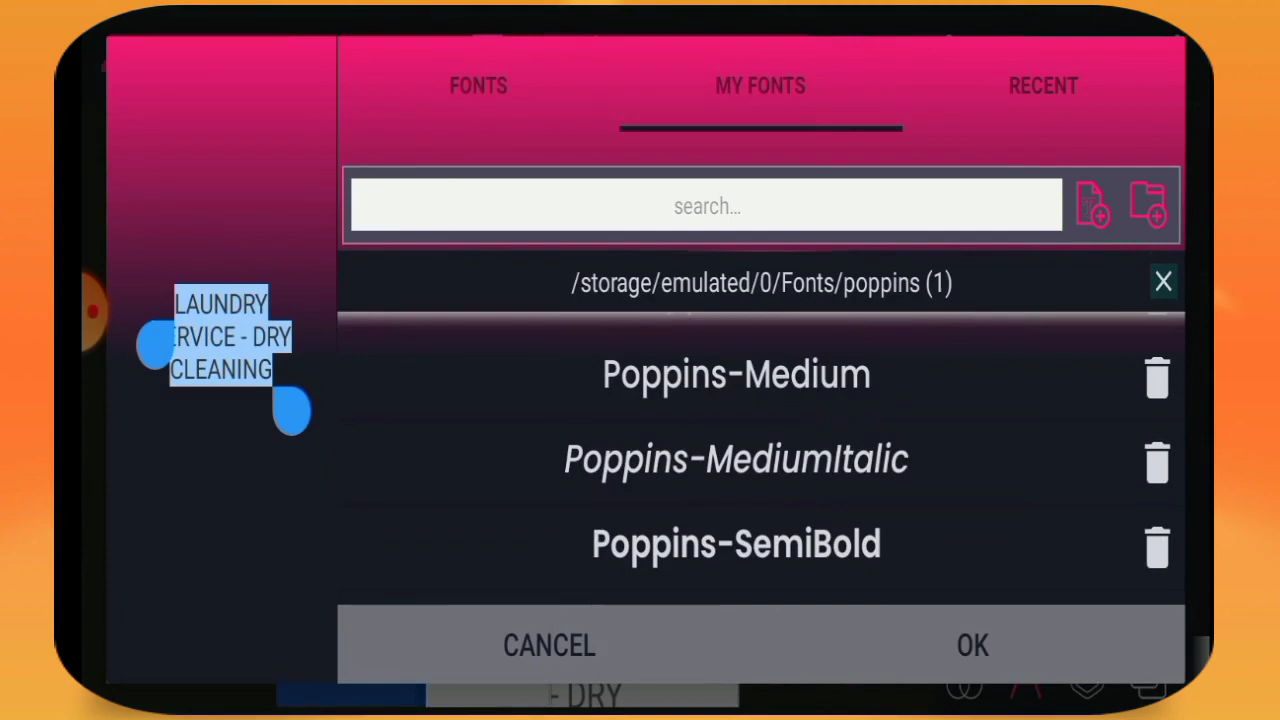 FONTS
MY FONTS
RECENT
search...
/storage/emulated/0/Fonts/poppins (1)
X
LAUNDRY
ERVICE - DRY
CLEANING
Poppins-Medium
Poppins-MediumItalic
Poppins-SemiBold
CANCEL
OK
- DRY